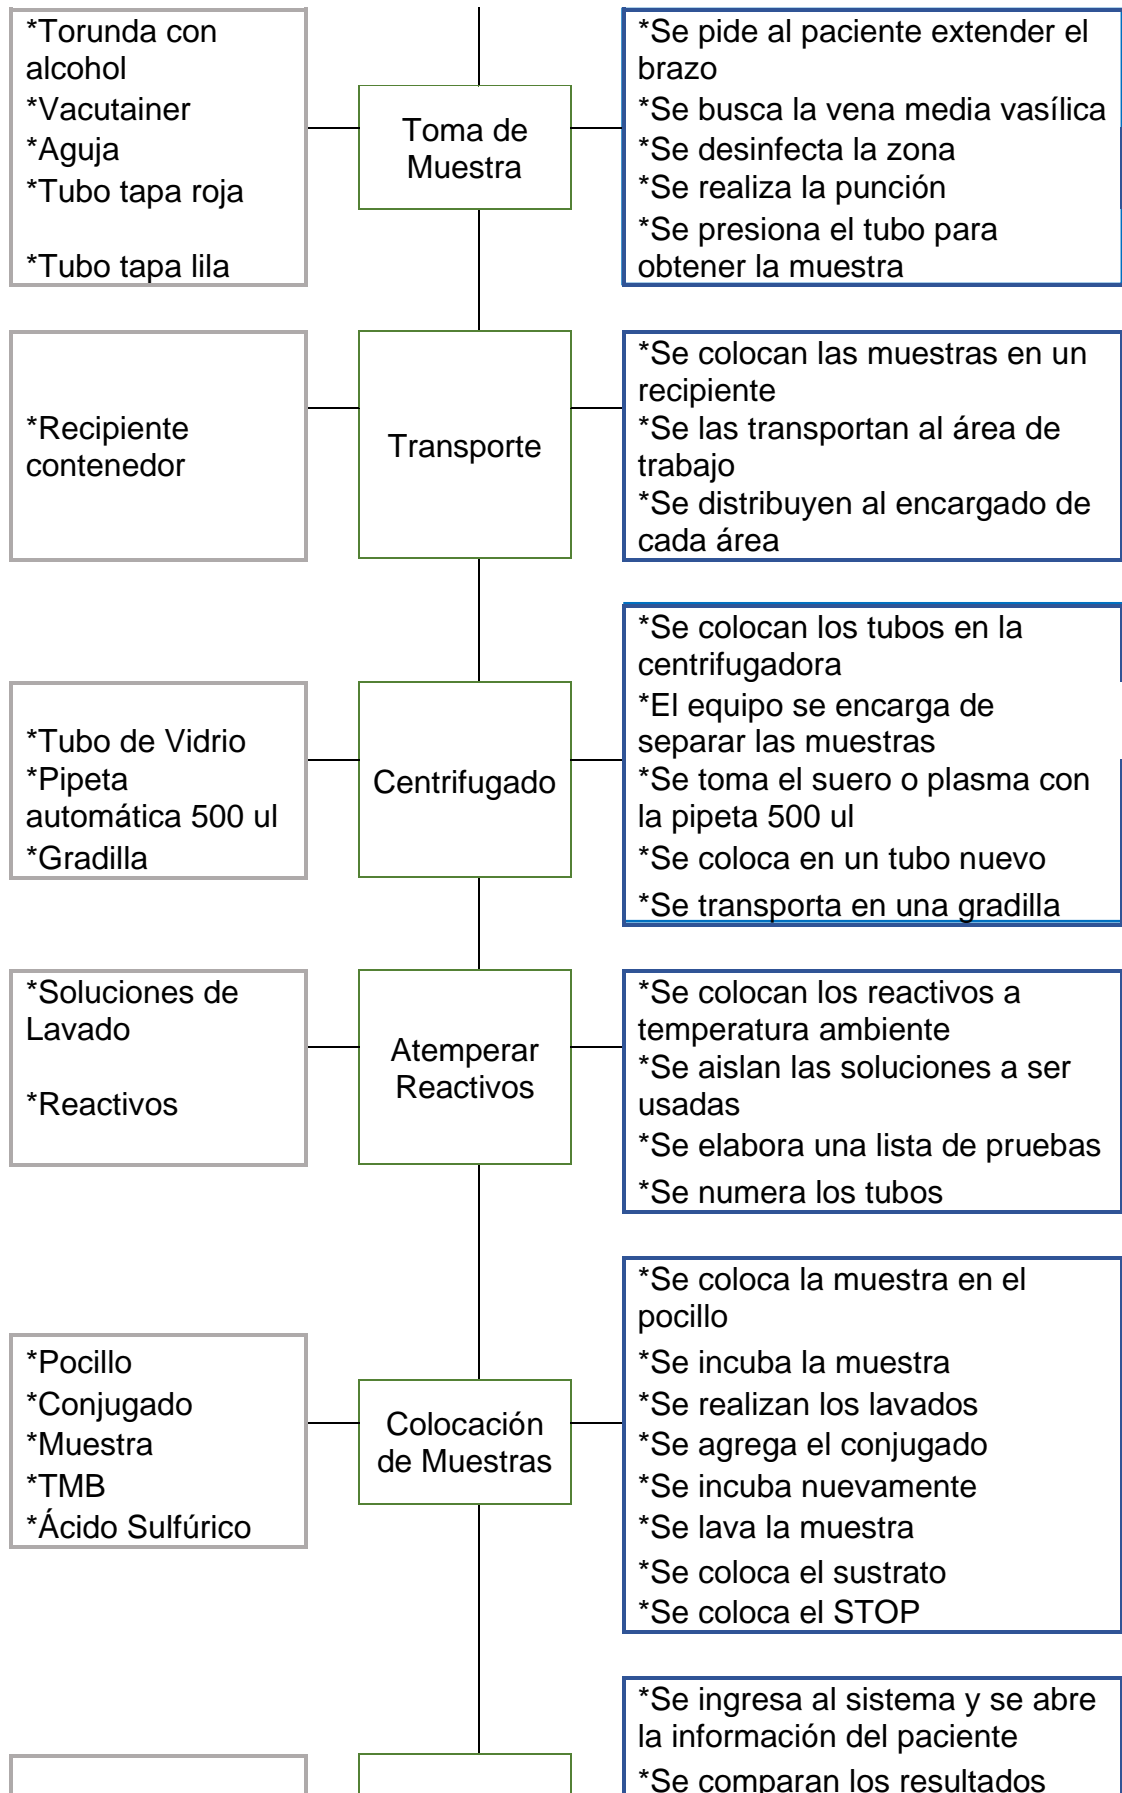 *Torunda con
alcohol
*Vacutainer
*Aguja
*Tubo tapa roja
*Tubo tapa lila
Toma de
Muestra
*Se pide al paciente extender el
brazo
*Se busca la vena media vasílica
*Se desinfecta la zona
*Se realiza la punción
*Se presiona el tubo para
obtener la muestra
*Recipiente
contenedor
Transporte
*Se colocan las muestras en un
recipiente
*Se las transportan al área de
trabajo
*Se distribuyen al encargado de
cada área
*Tubo de Vidrio
*Pipeta
automática 500 ul
*Gradilla
Centrifugado
*Se colocan los tubos en la
centrifugadora
*El equipo se encarga de
separar las muestras
*Se toma el suero o plasma con
la pipeta 500 ul
*Se coloca en un tubo nuevo
*Se transporta en una gradilla
*Soluciones de
Lavado
*Reactivos
Atemperar
Reactivos
*Se colocan los reactivos a
temperatura ambiente
*Se aislan las soluciones a ser
usadas
*Se elabora una lista de pruebas
*Se numera los tubos
*Pocillo
*Conjugado
*Muestra
*TMB
*Ácido Sulfúrico
Colocación
de Muestras
*Se coloca la muestra en el
pocillo
*Se incuba la muestra
*Se realizan los lavados
*Se agrega el conjugado
*Se incuba nuevamente
*Se lava la muestra
*Se coloca el sustrato
*Se coloca el STOP
*Se ingresa al sistema y se abre
la información del paciente
*Se comparan los resultados